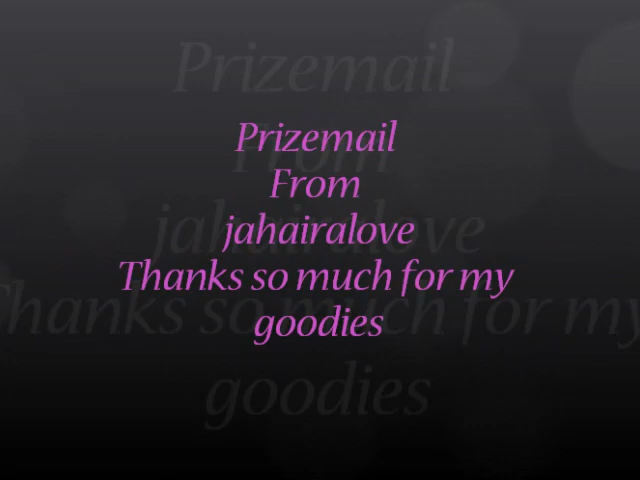 Prizemail
From
jahairalove
Thanks so much for my
goodies